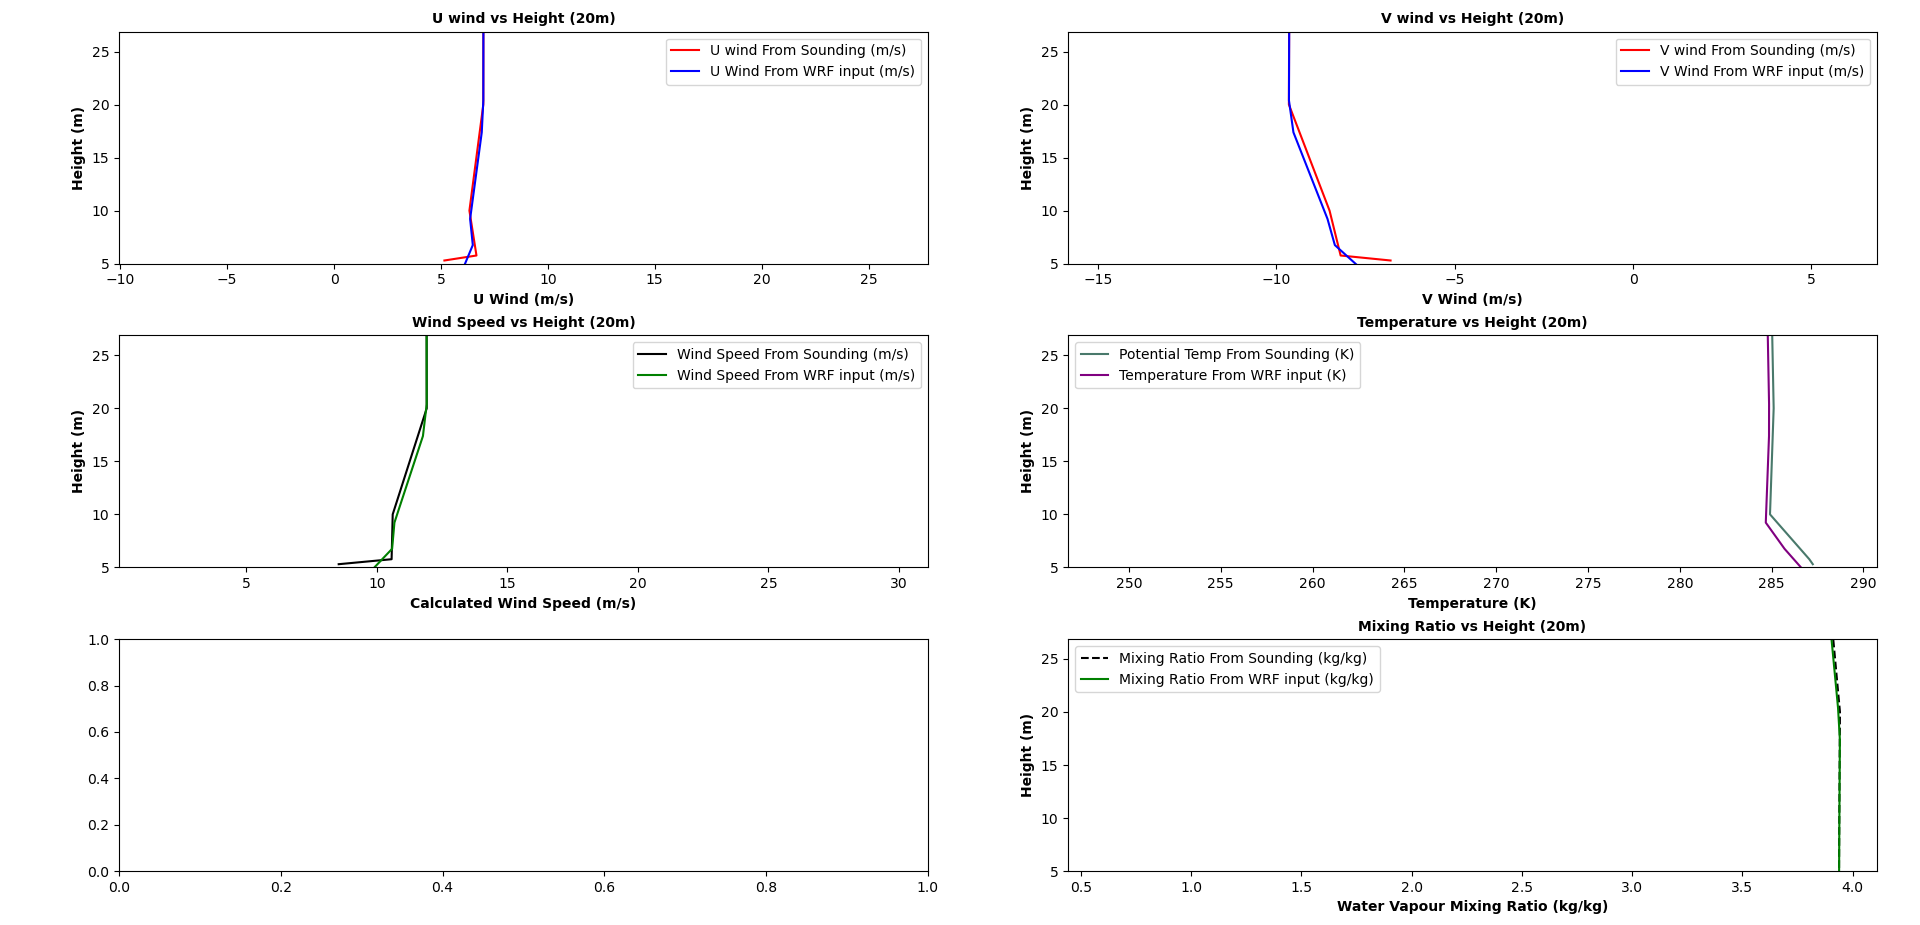 U wind vs Height (20m)
U wind From Sounding (m/s)
U Wind From WRF input (m/s)
Height (m)
25
20
15
10
5
−10 −5 0 5 10 15 20 25
U Wind (m/s)
V wind vs Height (20m)
V wind From Sounding (m/s)
V Wind From WRF input (m/s)
Height (m)
25
20
15
10
5
−15 −10 −5 0 5
V Wind (m/s)
Wind Speed vs Height (20m)
Wind Speed From Sounding (m/s)
Wind Speed From WRF input (m/s)
Height (m)
25
20
15
10
5
5 10 15 20 25 30
Calculated Wind Speed (m/s)
Temperature vs Height (20m)
Potential Temp From Sounding (K)
Temperature From WRF input (K)
Height (m)
25
20
15
10
5
250 255 260 265 270 275 280 285 290
Temperature (K)
1.0
0.8
0.6
0.4
0.2
0.0
0.0 0.2 0.4 0.6 0.8 1.0
Mixing Ratio vs Height (20m)
Mixing Ratio From Sounding (kg/kg)
Mixing Ratio From WRF input (kg/kg)
Height (m)
25
20
15
10
5
0.5 1.0 1.5 2.0 2.5 3.0 3.5 4.0
Water Vapour Mixing Ratio (kg/kg)